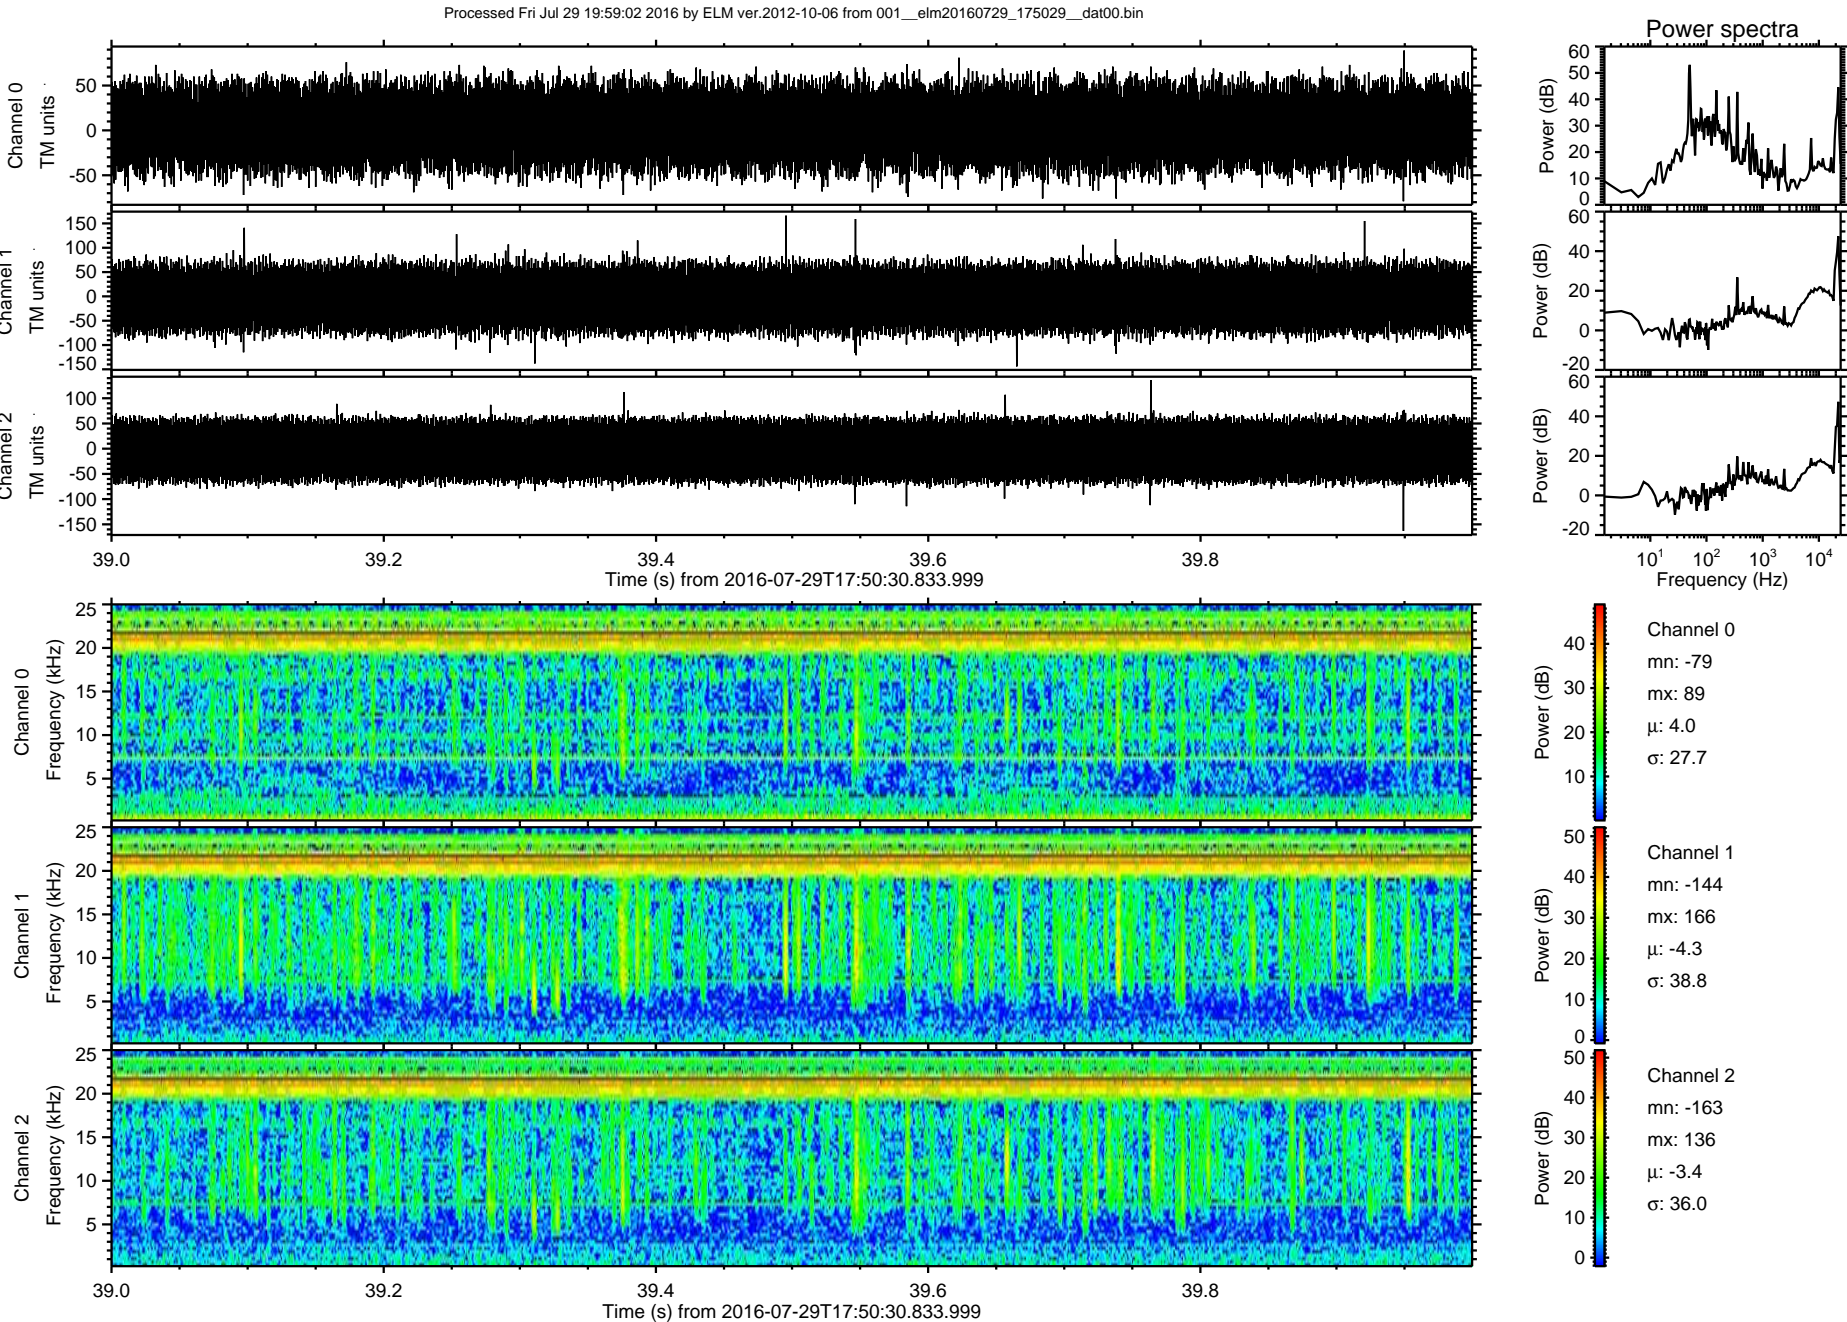 Processed Fri Jul 29 19:59:02 2016 by ELM ver.2012-10-06 from 001__elm20160729_175029__dat00.bin
Power spectra
Channel 0
TM units
50
0
-50
Power (dB)
60
50
40
30
20
10
0
Channel 1
TM units
150
100
50
0
-50
-100
-150
Power (dB)
60
40
20
0
-20
Channel 2
TM units
100
50
0
-50
-100
-150
Power (dB)
60
40
20
0
-20
39.0 39.2 39.4 39.6 39.8
Time (s) from 2016-07-29T17:50:30.833.999
10^1 10^2 10^3 10^4
Frequency (Hz)
Channel 0
Frequency (kHz)
25
20
15
10
5
Power (dB)
40
30
20
10
Channel 0
mn: -79
mx: 89
μ: 4.0
σ: 27.7
Channel 1
Frequency (kHz)
25
20
15
10
5
Power (dB)
50
40
30
20
10
0
Channel 1
mn: -144
mx: 166
μ: -4.3
σ: 38.8
Channel 2
Frequency (kHz)
25
20
15
10
5
Power (dB)
50
40
30
20
10
0
Channel 2
mn: -163
mx: 136
μ: -3.4
σ: 36.0
39.0 39.2 39.4 39.6 39.8
Time (s) from 2016-07-29T17:50:30.833.999